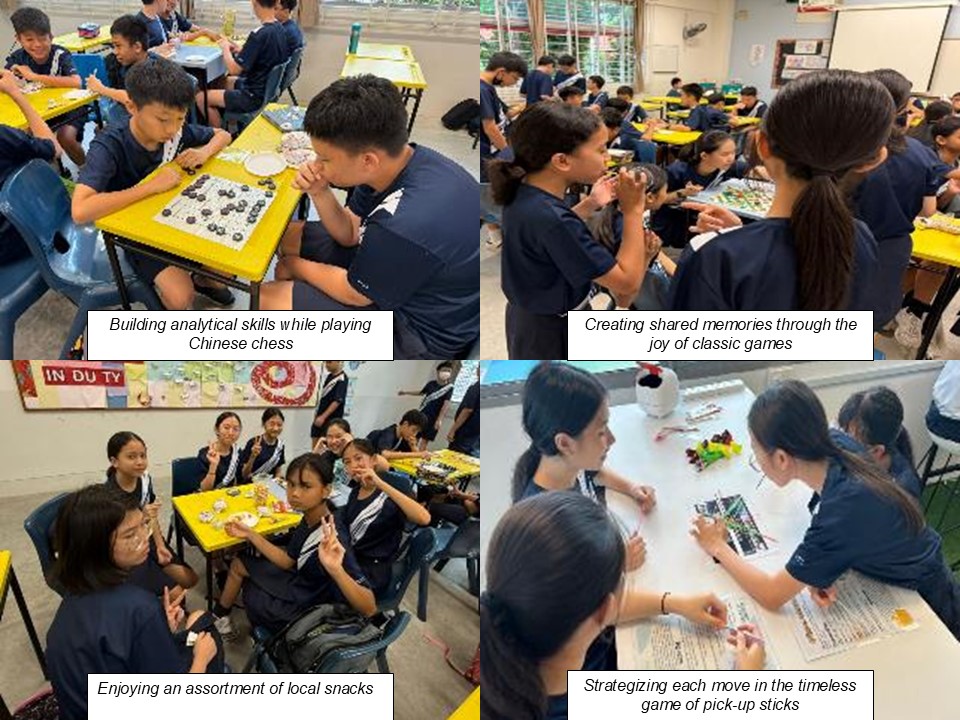 Building analytical skills while playing
Chinese chess
Creating shared memories through the
joy of classic games
IN DU TY
Enjoying an assortment of local snacks
Strategizing each move in the timeless
game of pick-up sticks